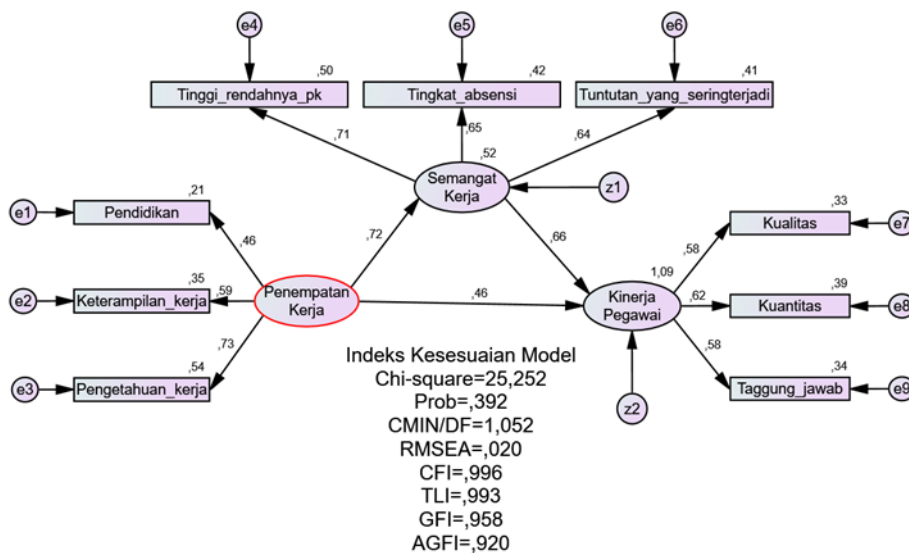 e4
e5
e6
,50
,42
,41
Tinggi_rendahnya_pk
Tingkat_absensi
Tuntutan_yang_seringterjadi
,71
,65
,64
,52
Semangat
Kerja
z1
,21
e1
Pendidikan
,46
,72
,66
,33
Kualitas
e7
,58
,35
e2
Keterampilan_kerja
,59
Penempatan
Kerja
,46
1,09
Kinerja
Pegawai
,62
,39
Kuantitas
e8
,73
,54
e3
Pengetahuan_kerja
,58
,34
Taggung_jawab
e9
z2
Indeks Kesesuaian Model
Chi-square=25,252
Prob=,392
CMIN/DF=1,052
RMSEA=,020
CFI=,996
TLI=,993
GFI=,958
AGFI=,920